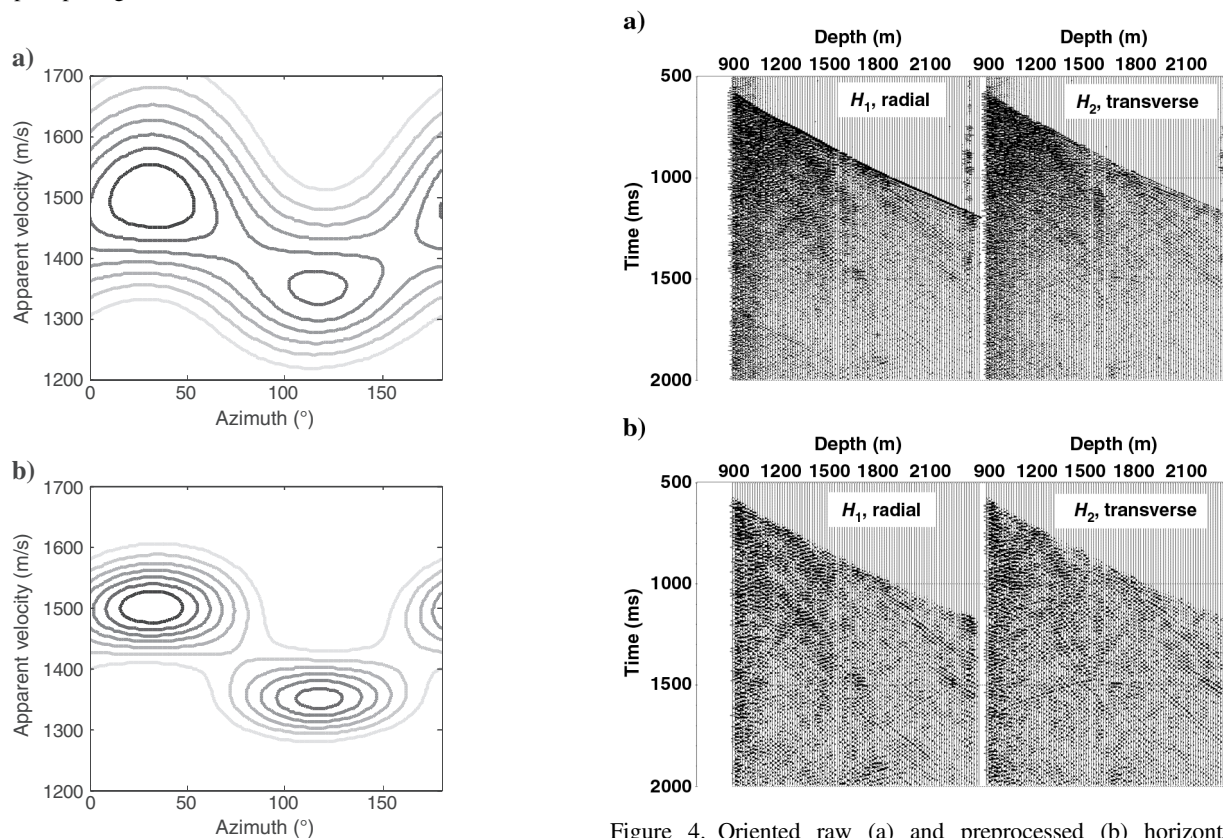 a)
1700
1600
1500
1400
1300
1200
Apparent velocity (m/s)
0 50 100 150
Azimuth (°)
b)
1700
1600
1500
1400
1300
1200
Apparent velocity (m/s)
0 50 100 150
Azimuth (°)
a)
Depth (m) Depth (m)
900 1200 1500 1800 2100 900 1200 1500 1800 2100
500
1000
1500
2000
Time (ms)
H1, radial
H2, transverse
b)
Depth (m) Depth (m)
900 1200 1500 1800 2100 900 1200 1500 1800 2100
500
1000
1500
2000
Time (ms)
H1, radial
H2, transverse
Figure 4. Oriented raw (a) and preprocessed (b) horizont